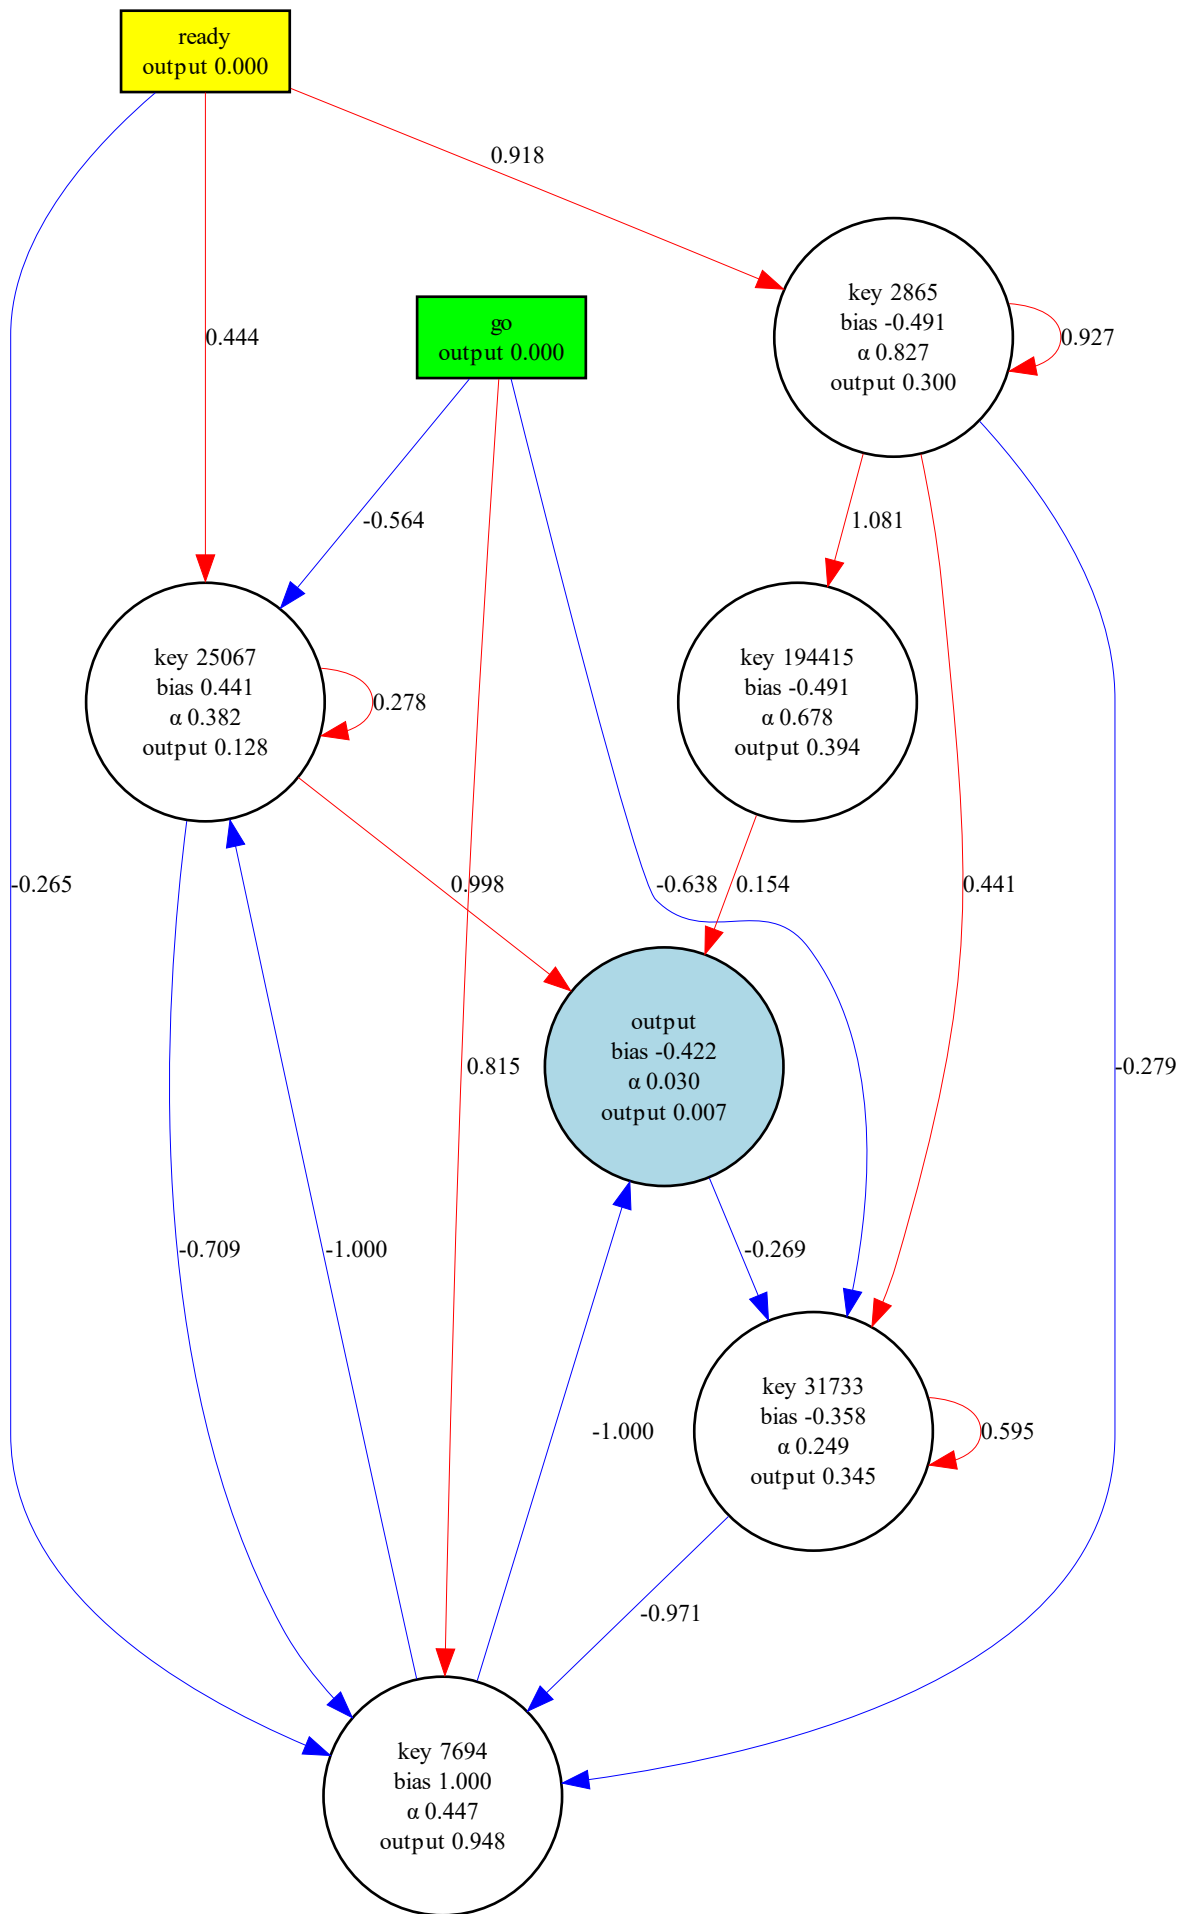 ready
output 0.000
0.918
key 2865
bias -0.491
α 0.827
output 0.300
0.927
go
output 0.000
0.444
-0.564
1.081
key 25067
bias 0.441
α 0.382
output 0.128
0.278
key 194415
bias -0.491
α 0.678
output 0.394
-0.265
0.998
-0.638
0.154
0.441
output
bias -0.422
α 0.030
output 0.007
0.815
-0.279
-0.709
-1.000
-0.269
key 31733
bias -0.358
α 0.249
output 0.345
0.595
-1.000
-0.971
key 7694
bias 1.000
α 0.447
output 0.948